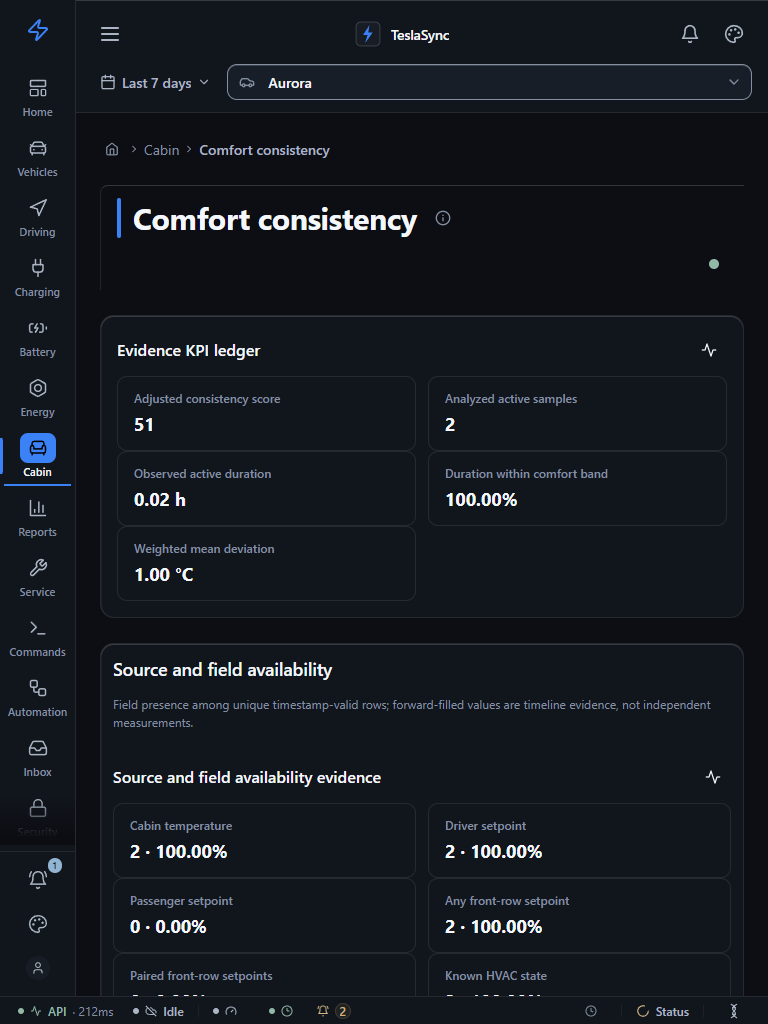 TeslaSync
Last 7 days
Aurora
Home
Vehicles
Driving
Charging
Battery
Energy
Cabin
Reports
Service
Commands
Automation
Inbox
Security
1
Cabin
Comfort consistency
Comfort consistency
Evidence KPI ledger
Adjusted consistency score
51
Analyzed active samples
2
Observed active duration
0.02 h
Duration within comfort band
100.00%
Weighted mean deviation
1.00 °C
Source and field availability
Field presence among unique timestamp-valid rows; forward-filled values are timeline evidence, not independent
measurements.
Source and field availability evidence
Cabin temperature
2 · 100.00%
Driver setpoint
2 · 100.00%
Passenger setpoint
0 · 0.00%
Any front-row setpoint
2 · 100.00%
Paired front-row setpoints
Known HVAC state
API · 212ms
Idle
2
Status